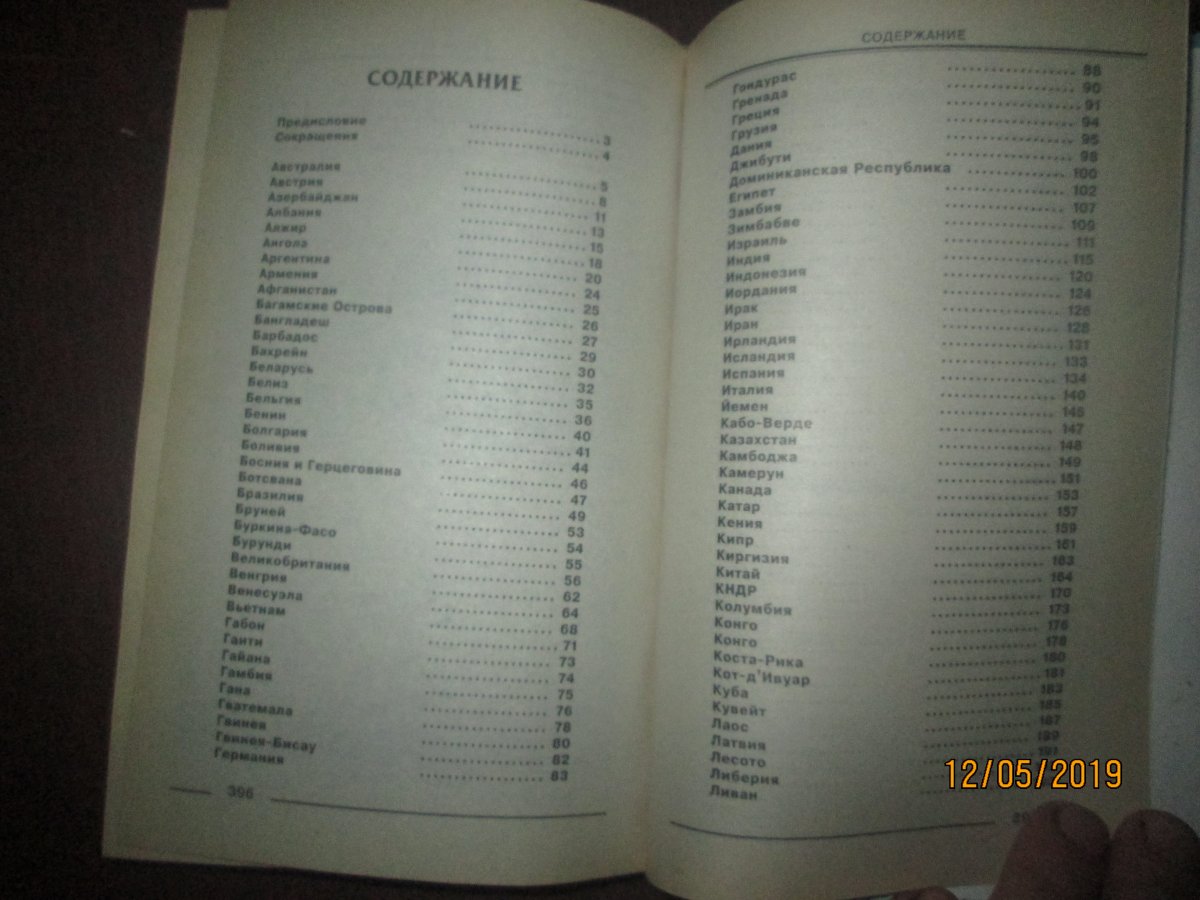 СОДЕРЖАНИЕ
Предисловие 3
Сокращения 4
Австралия 5
Австрия 8
Азербайджан 11
Албания 13
Алжир 15
Ангола 18
Аргентина 20
Армения 24
Афганистан 25
Багамские Острова 26
Бангладеш 27
Барбадос 29
Бахрейн 30
Беларусь 32
Белиз 35
Бельгия 36
Бенин 40
Болгария 41
Боливия 44
Босния и Герцеговина 46
Ботсвана 47
Бразилия 49
Бруней 53
Буркина-Фасо 54
Бурунди 55
Великобритания 56
Венгрия 62
Венесуэла 64
Вьетнам 68
Габон 71
Гаити 73
Гайана 74
Гамбия 75
Гана 76
Гватемала 78
Гвинея 80
Гвинея-Бисау 82
Германия 83
396
СОДЕРЖАНИЕ
Гондурас 88
Гренада 90
Греция 91
Грузия 94
Дания 95
Джибути 98
Доминиканская Республика 100
Египет 102
Замбия 107
Зимбабве 109
Израиль 111
Индия 115
Индонезия 120
Иордания 124
Ирак 126
Иран 128
Ирландия 131
Исландия 133
Испания 134
Италия 140
Йемен 145
Кабо-Верде 147
Казахстан 148
Камбоджа 149
Камерун 151
Канада 153
Катар 157
Кения 159
Кипр 161
Киргизия 163
Китай 164
КНДР 170
Колумбия 173
Конго 176
Конго 178
Коста-Рика 180
Кот-д'Ивуар 181
Куба 183
Кувейт 185
Лаос 187
Латвия 189
Лесото 191
Либерия
Ливан
12/05/2019